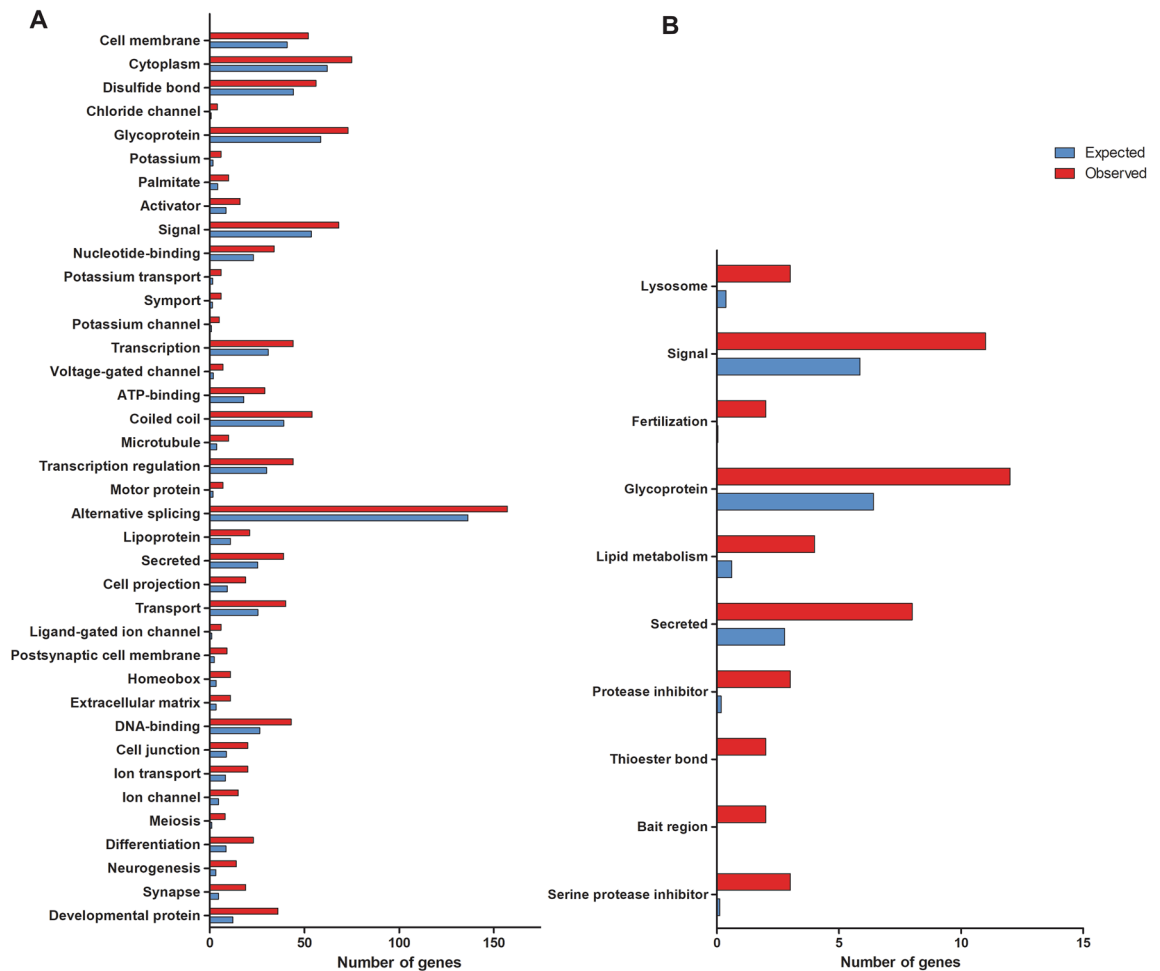 A
Cell membrane
Cytoplasm
Disulfide bond
Chloride channel
Glycoprotein
Potassium
Palmitate
Activator
Signal
Nucleotide-binding
Potassium transport
Symport
Potassium channel
Transcription
Voltage-gated channel
ATP-binding
Coiled coil
Microtubule
Transcription regulation
Motor protein
Alternative splicing
Lipoprotein
Secreted
Cell projection
Transport
Ligand-gated ion channel
Postsynaptic cell membrane
Homeobox
Extracellular matrix
DNA-binding
Cell junction
Ion transport
Ion channel
Meiosis
Differentiation
Neurogenesis
Synapse
Developmental protein
0 50 100 150
Number of genes
B
Expected
Observed
Lysosome
Signal
Fertilization
Glycoprotein
Lipid metabolism
Secreted
Protease inhibitor
Thioester bond
Bait region
Serine protease inhibitor
0 5 10 15
Number of genes